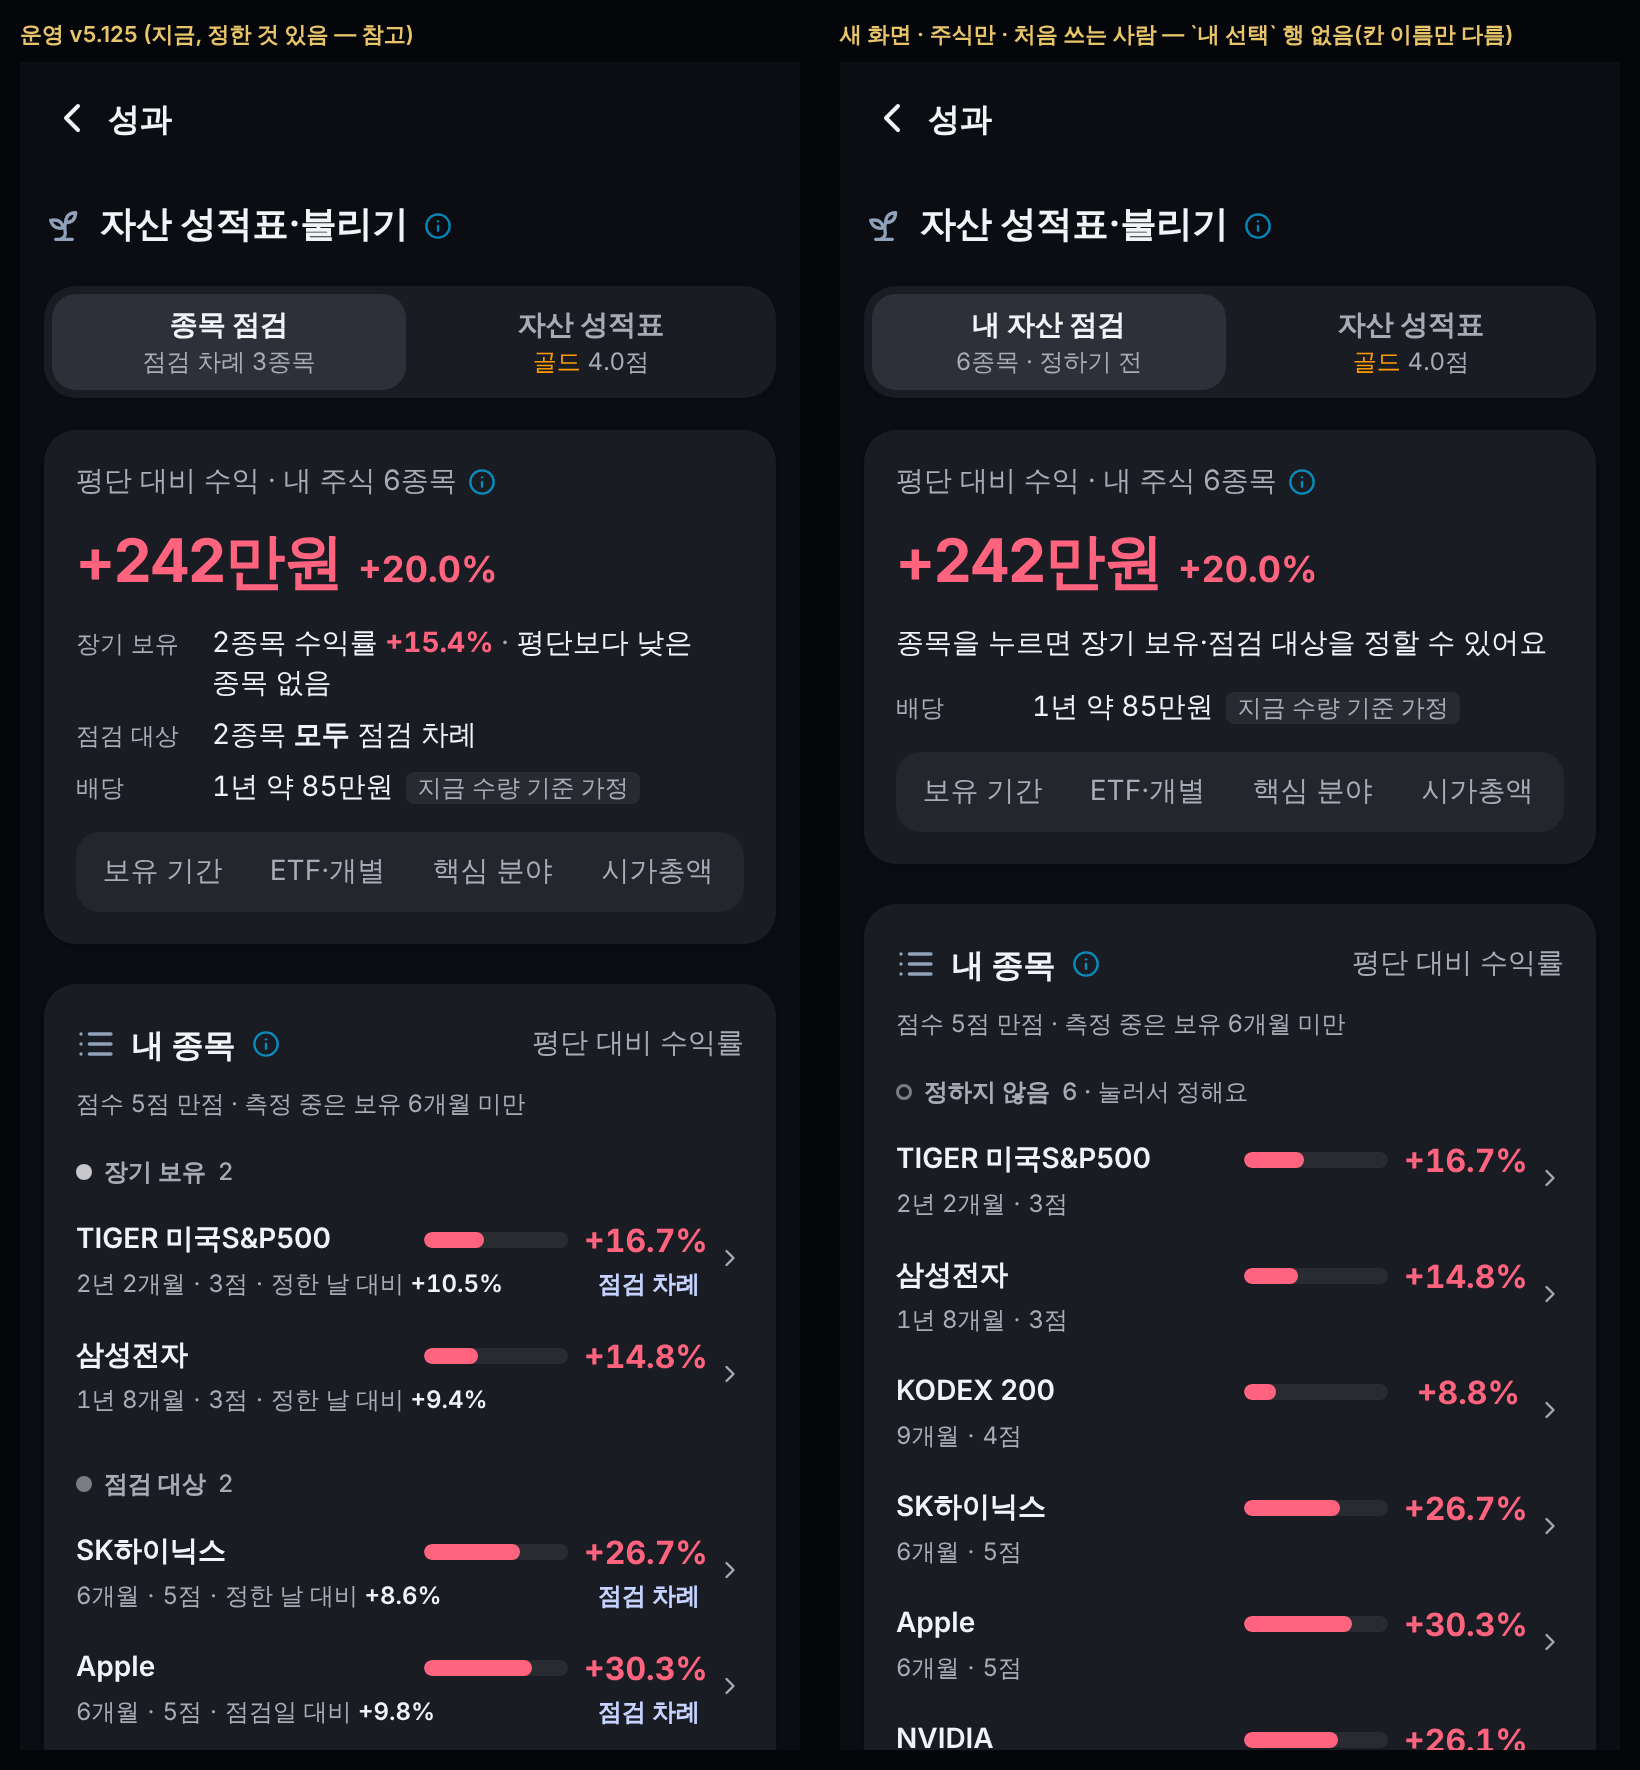 운영 v5.125 (지금, 정한 것 있음 — 참고)
성과
자산 성적표·불리기
종목 점검
점검 차례 3종목
자산 성적표
골드 4.0점
평단 대비 수익 · 내 주식 6종목
+242만원 +20.0%
장기 보유 2종목 수익률 +15.4% · 평단보다 낮은
종목 없음
점검 대상 2종목 모두 점검 차례
배당 1년 약 85만원 지금 수량 기준 가정
보유 기간 ETF·개별 핵심 분야 시가총액
내 종목 평단 대비 수익률
점수 5점 만점 · 측정 중은 보유 6개월 미만
장기 보유 2
TIGER 미국S&P500 +16.7%
2년 2개월 · 3점 · 정한 날 대비 +10.5% 점검 차례
삼성전자 +14.8%
1년 8개월 · 3점 · 정한 날 대비 +9.4%
점검 대상 2
SK하이닉스 +26.7%
6개월 · 5점 · 정한 날 대비 +8.6% 점검 차례
Apple +30.3%
6개월 · 5점 · 점검일 대비 +9.8% 점검 차례
새 화면 · 주식만 · 처음 쓰는 사람 — `내 선택` 행 없음(칸 이름만 다름)
성과
자산 성적표·불리기
내 자산 점검
6종목 · 정하기 전
자산 성적표
골드 4.0점
평단 대비 수익 · 내 주식 6종목
+242만원 +20.0%
종목을 누르면 장기 보유·점검 대상을 정할 수 있어요
배당 1년 약 85만원 지금 수량 기준 가정
보유 기간 ETF·개별 핵심 분야 시가총액
내 종목 평단 대비 수익률
점수 5점 만점 · 측정 중은 보유 6개월 미만
정하지 않음 6 · 눌러서 정해요
TIGER 미국S&P500 +16.7%
2년 2개월 · 3점
삼성전자 +14.8%
1년 8개월 · 3점
KODEX 200 +8.8%
9개월 · 4점
SK하이닉스 +26.7%
6개월 · 5점
Apple +30.3%
6개월 · 5점
NVIDIA +26.1%